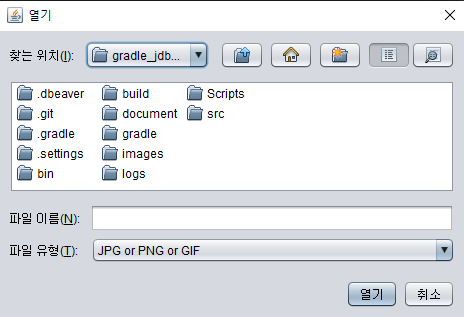 열기
찾는 위치(I): gradle_jdb...
.dbeaver build Scripts
.git document src
.gradle gradle
.settings images
bin logs
파일 이름(N):
파일 유형(T): JPG or PNG or GIF
열기 취소